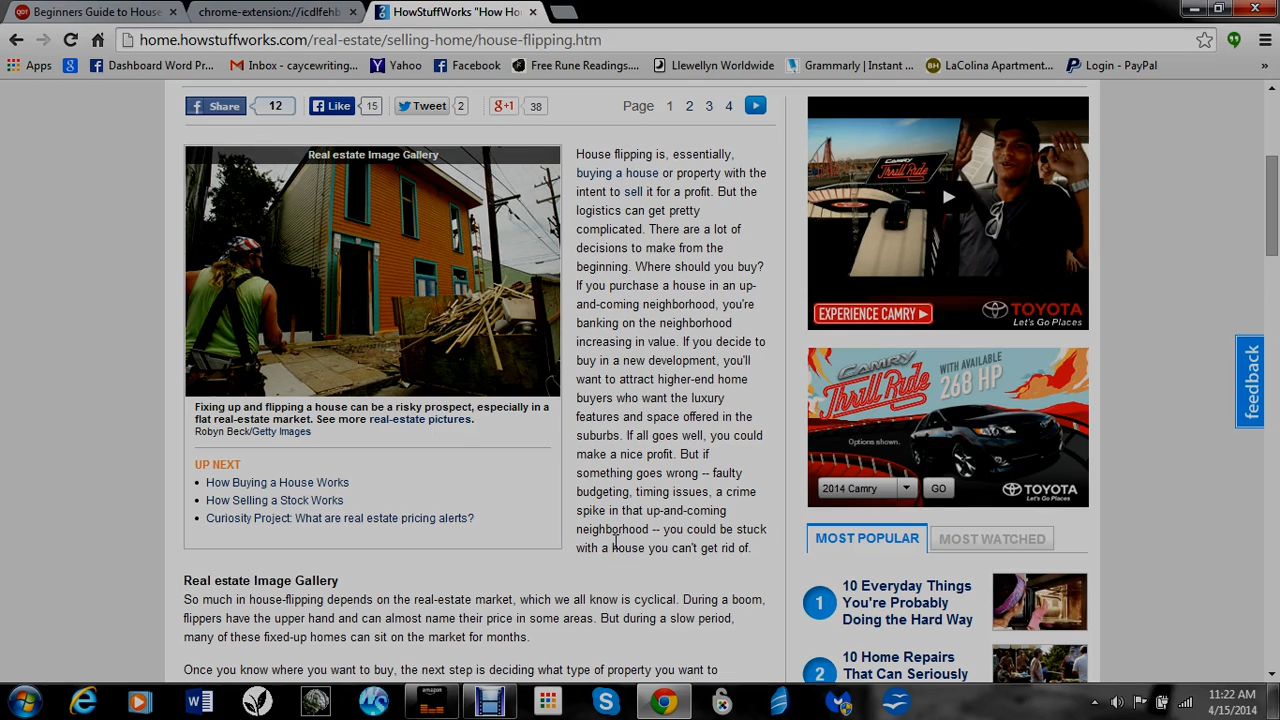 Beginners Guide to House
chrome-extension://icdlfehb
HowStuffWorks "How Ho
home.howstuffworks.com/real-estate/selling-home/house-flipping.htm
Apps
Dashboard Word Pr...
Inbox - caycewriting...
Yahoo
Facebook
Free Rune Readings....
Llewellyn Worldwide
Grammarly | Instant ...
LaColina Apartment...
Login - PayPal
»
Share 12
Like 15
Tweet 2
g+1 38
Page 1 2 3 4
Real estate Image Gallery
Fixing up and flipping a house can be a risky prospect, especially in a
flat real-estate market. See more real-estate pictures.
Robyn Beck/Getty Images
UP NEXT
• How Buying a House Works
• How Selling a Stock Works
• Curiosity Project: What are real estate pricing alerts?
House flipping is, essentially,
buying a house or property with the
intent to sell it for a profit. But the
logistics can get pretty
complicated. There are a lot of
decisions to make from the
beginning. Where should you buy?
If you purchase a house in an up-
and-coming neighborhood, you're
banking on the neighborhood
increasing in value. If you decide to
buy in a new development, you'll
want to attract higher-end home
buyers who want the luxury
features and space offered in the
suburbs. If all goes well, you could
make a nice profit. But if
something goes wrong -- faulty
budgeting, timing issues, a crime
spike in that up-and-coming
neighborhood -- you could be stuck
with a house you can't get rid of.
Real estate Image Gallery
So much in house-flipping depends on the real-estate market, which we all know is cyclical. During a boom,
flippers have the upper hand and can almost name their price in some areas. But during a slow period,
many of these fixed-up homes can sit on the market for months.
Once you know where you want to buy, the next step is deciding what type of property you want to
CAMRY
THRILL RIDE
EXPERIENCE CAMRY
TOYOTA
Let's Go Places
CAMRY
Thrill Ride
WITH AVAILABLE
268 HP
Options shown.
2014 Camry
GO
TOYOTA
Let's Go Places
feedback
MOST POPULAR
MOST WATCHED
1
10 Everyday Things
You're Probably
Doing the Hard Way
2
10 Home Repairs
That Can Seriously
amazon
11:22 AM
4/15/2014